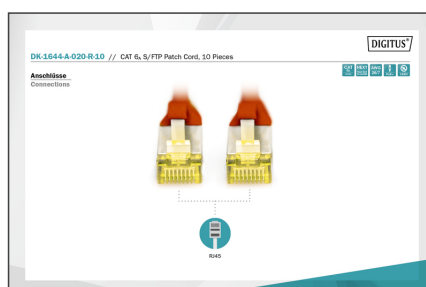 DIGITUS®
DK-1644-A-020-R-10 // CAT 6A S/FTP Patch Cord, 10 Pieces
Anschlüsse
Connections
RJ45